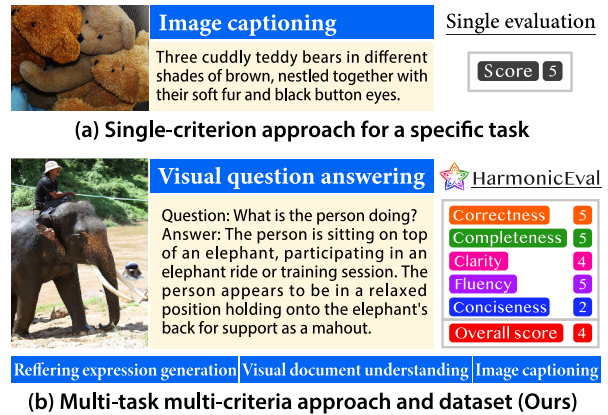 Image captioning
Single evaluation
Three cuddly teddy bears in different
shades of brown, nestled together with
their soft fur and black button eyes.
Score 5
(a) Single-criterion approach for a specific task
Visual question answering
HarmonicEval
Question: What is the person doing?
Answer: The person is sitting on top
of an elephant, participating in an
elephant ride or training session. The
person appears to be in a relaxed
position holding onto the elephant's
back for support as a mahout.
Correctness 5
Completeness 5
Clarity 4
Fluency 5
Conciseness 2
Overall score 4
Reffering expression generation Visual document understanding Image captioning
(b) Multi-task multi-criteria approach and dataset (Ours)